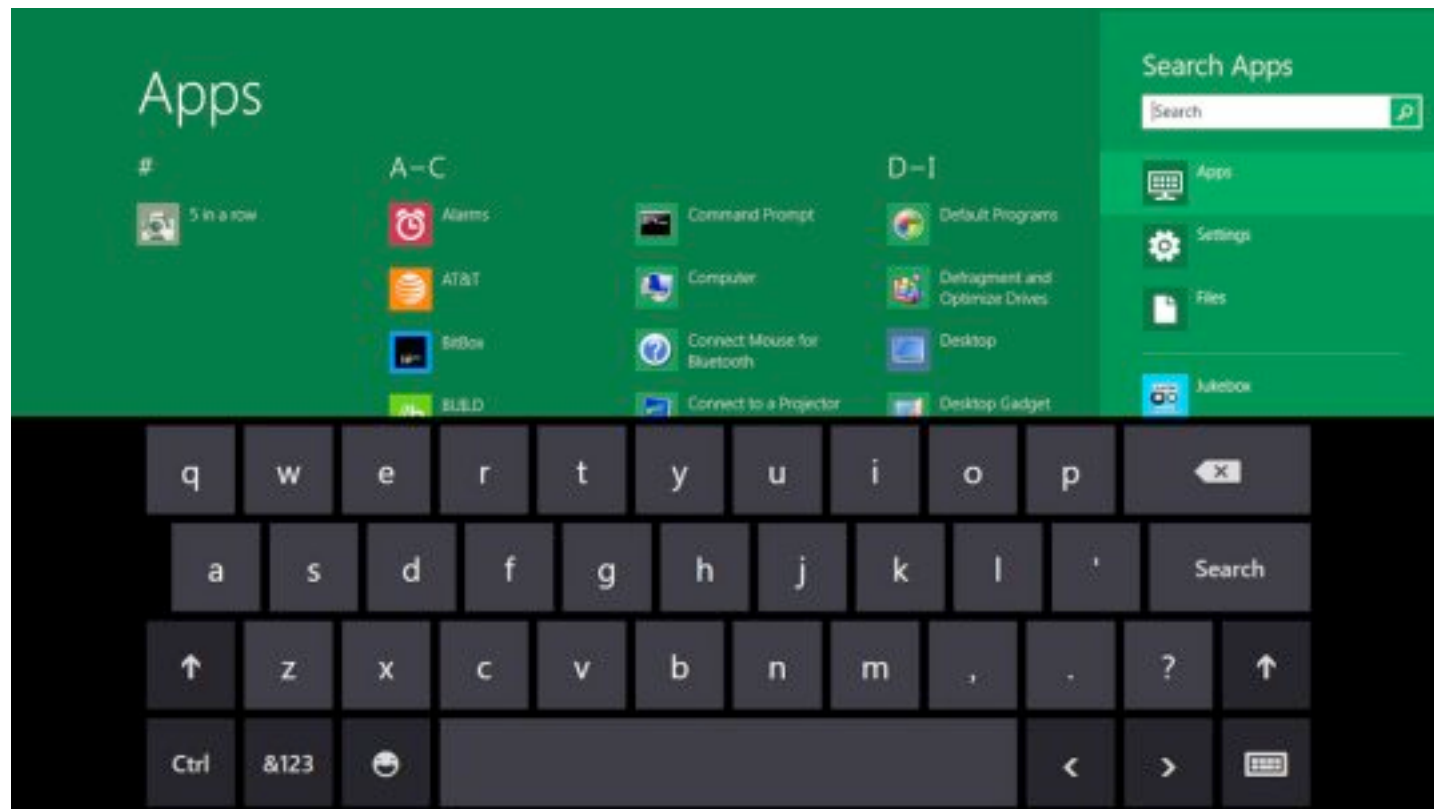 Apps
#
5 in a row
A-C
Alarms
AT&T
BitBox
BUILD
Command Prompt
Computer
Connect Mouse for
Bluetooth
Connect to a Projector
D-I
Default Programs
Defragment and
Optimize Drives
Desktop
Desktop Gadget
Search Apps
Search
Apps
Settings
Files
Jukebox
q w e r t y u i o p
a s d f g h j k l ' Search
z x c v b n m , . ?
Ctrl &123 < >